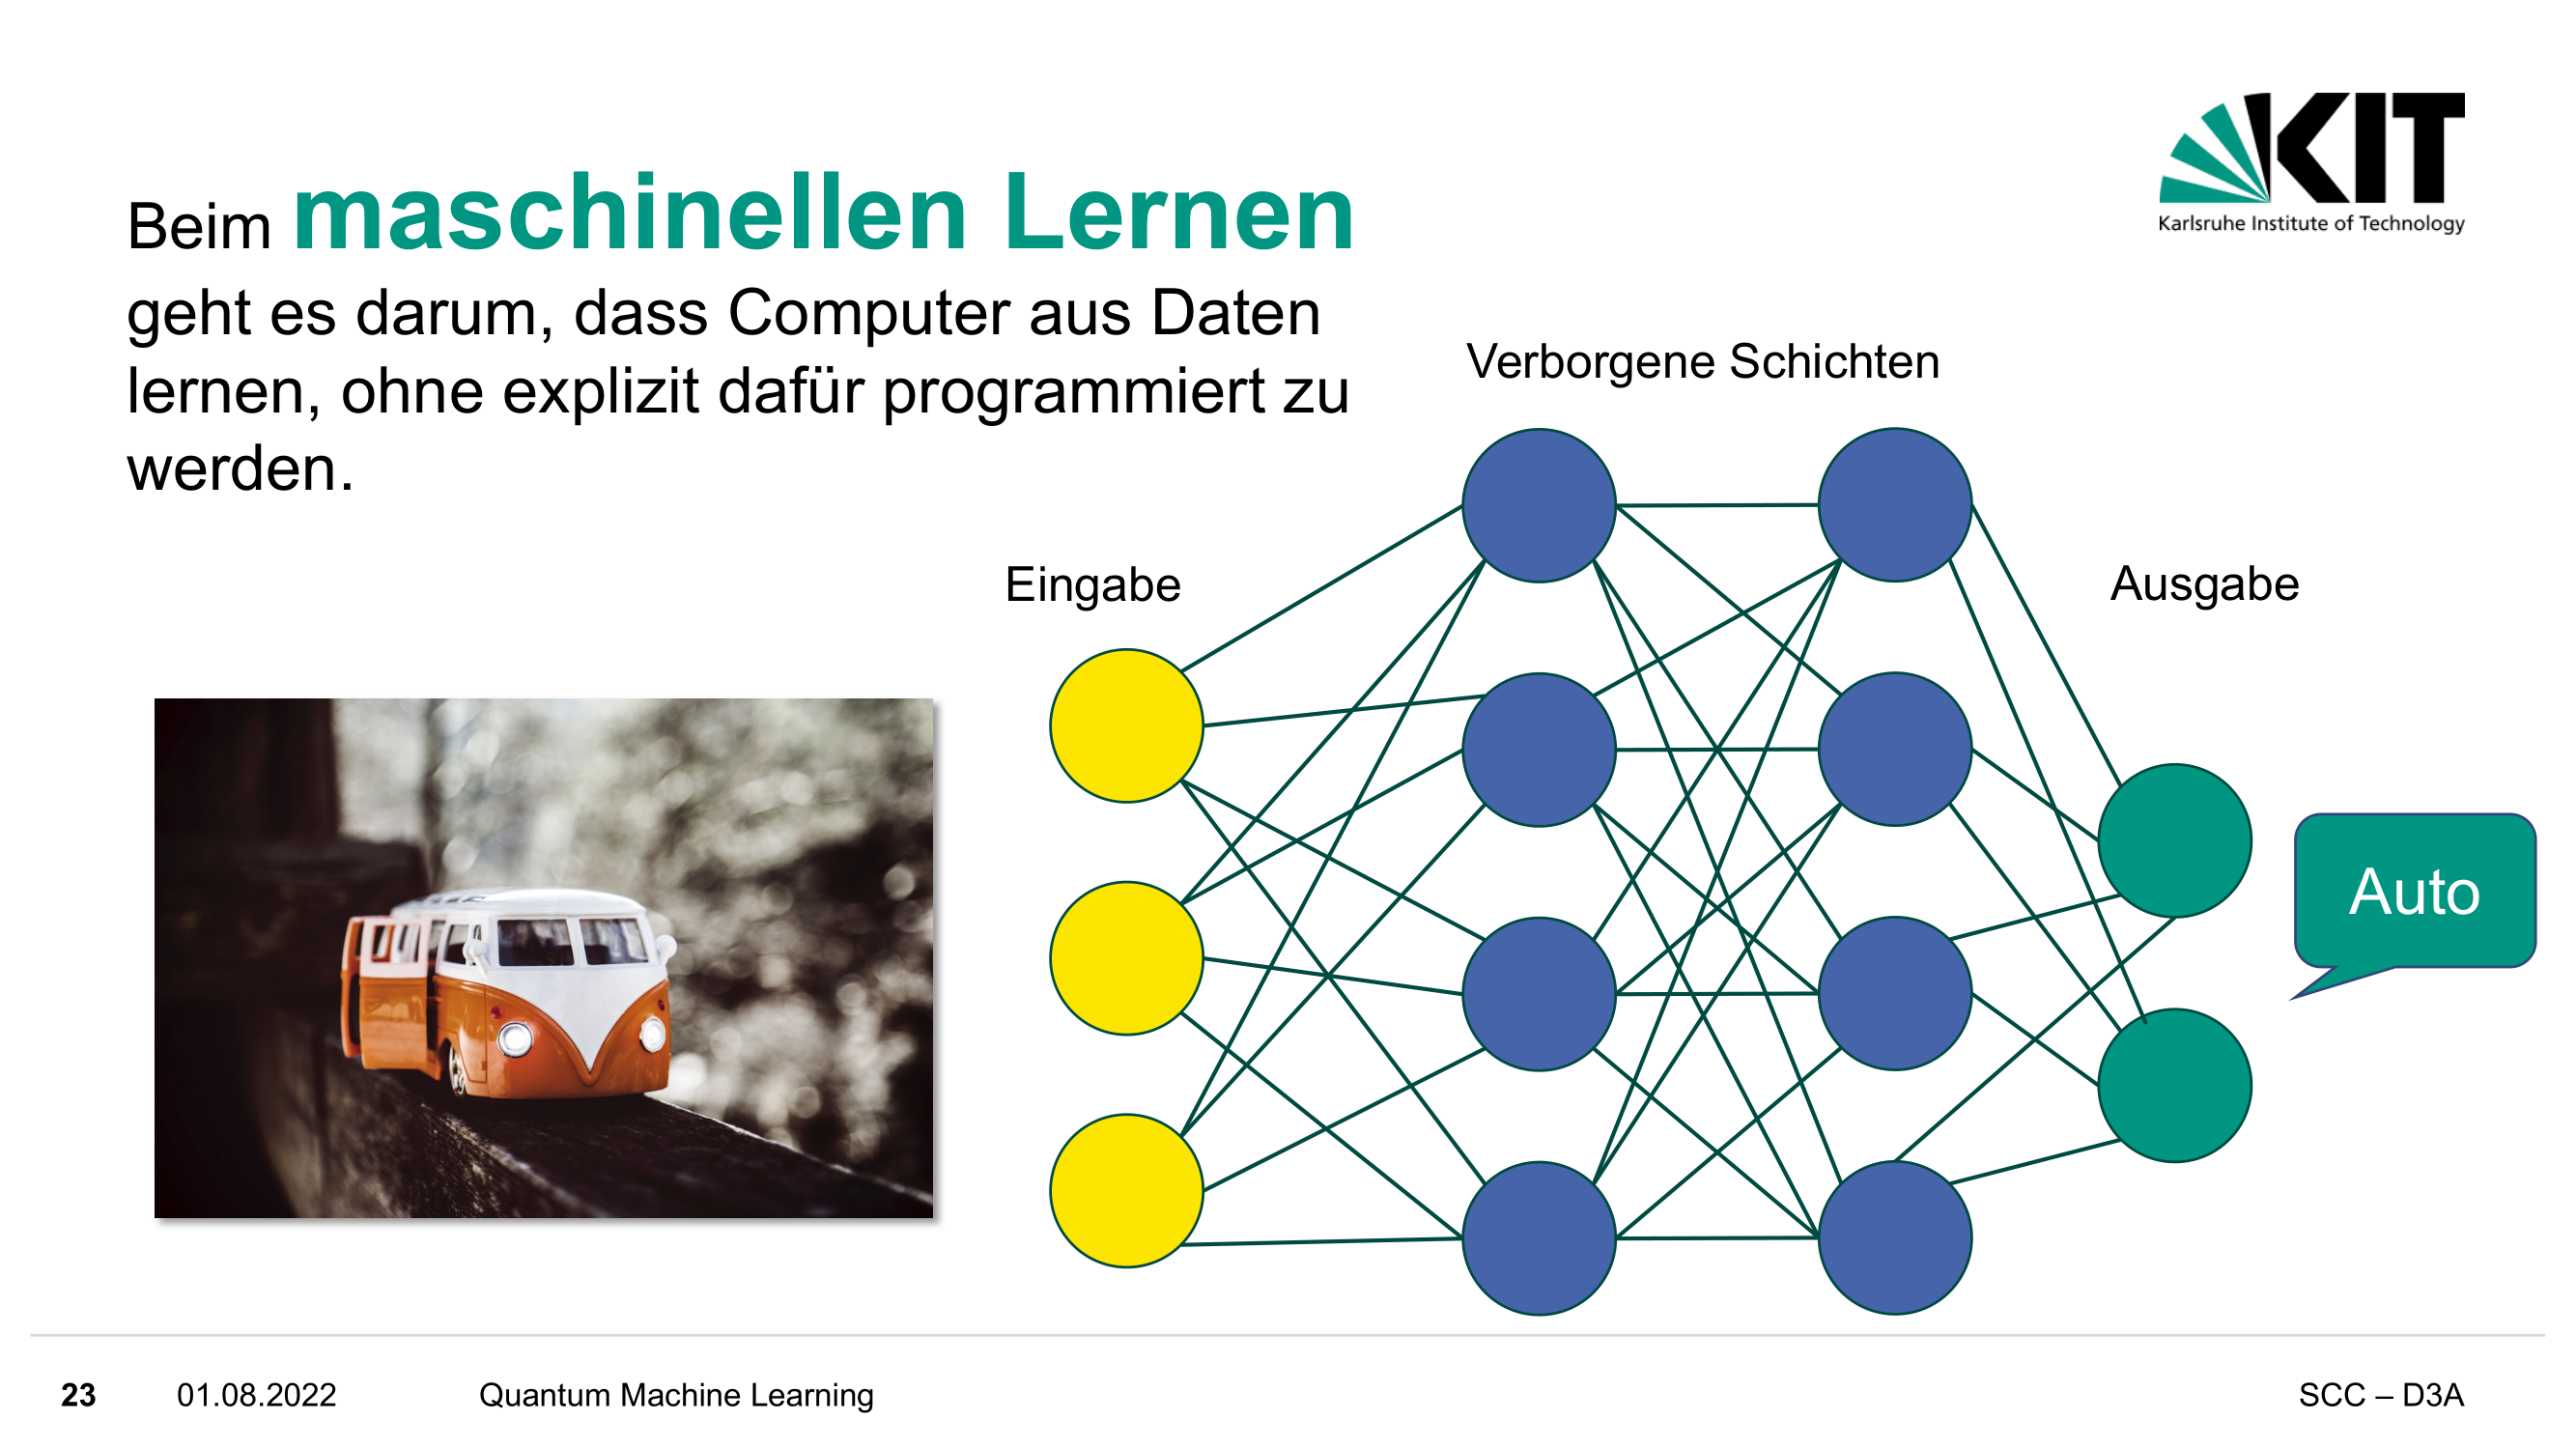 KIT
Karlsruhe Institute of Technology
Beim maschinellen Lernen
geht es darum, dass Computer aus Daten
lernen, ohne explizit dafür programmiert zu
werden.
Verborgene Schichten
Eingabe
Ausgabe
Auto
23 01.08.2022 Quantum Machine Learning SCC – D3A